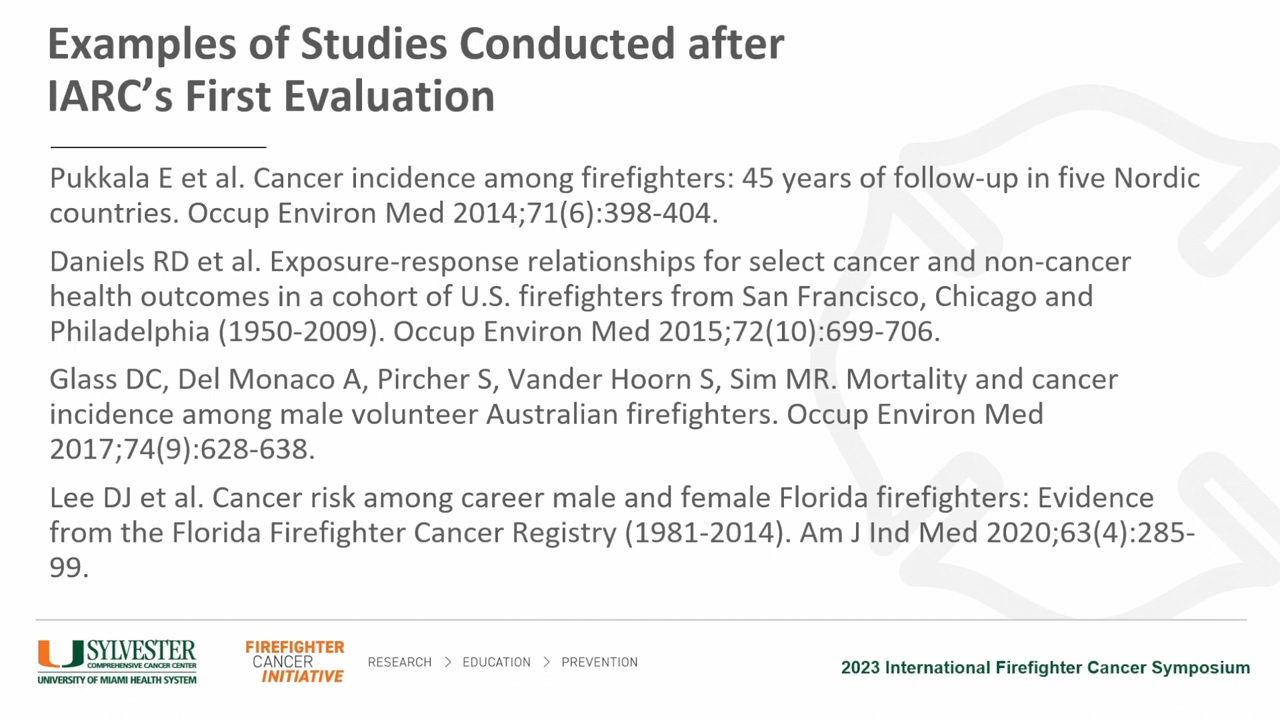 Examples of Studies Conducted after
IARC’s First Evaluation
Pukkala E et al. Cancer incidence among firefighters: 45 years of follow-up in five Nordic
countries. Occup Environ Med 2014;71(6):398-404.
Daniels RD et al. Exposure-response relationships for select cancer and non-cancer
health outcomes in a cohort of U.S. firefighters from San Francisco, Chicago and
Philadelphia (1950-2009). Occup Environ Med 2015;72(10):699-706.
Glass DC, Del Monaco A, Pircher S, Vander Hoorn S, Sim MR. Mortality and cancer
incidence among male volunteer Australian firefighters. Occup Environ Med
2017;74(9):628-638.
Lee DJ et al. Cancer risk among career male and female Florida firefighters: Evidence
from the Florida Firefighter Cancer Registry (1981-2014). Am J Ind Med 2020;63(4):285-
99.
U SYLVESTER
COMPREHENSIVE CANCER CENTER
UNIVERSITY OF MIAMI HEALTH SYSTEM
FIREFIGHTER
CANCER
INITIATIVE
RESEARCH > EDUCATION > PREVENTION
2023 International Firefighter Cancer Symposium